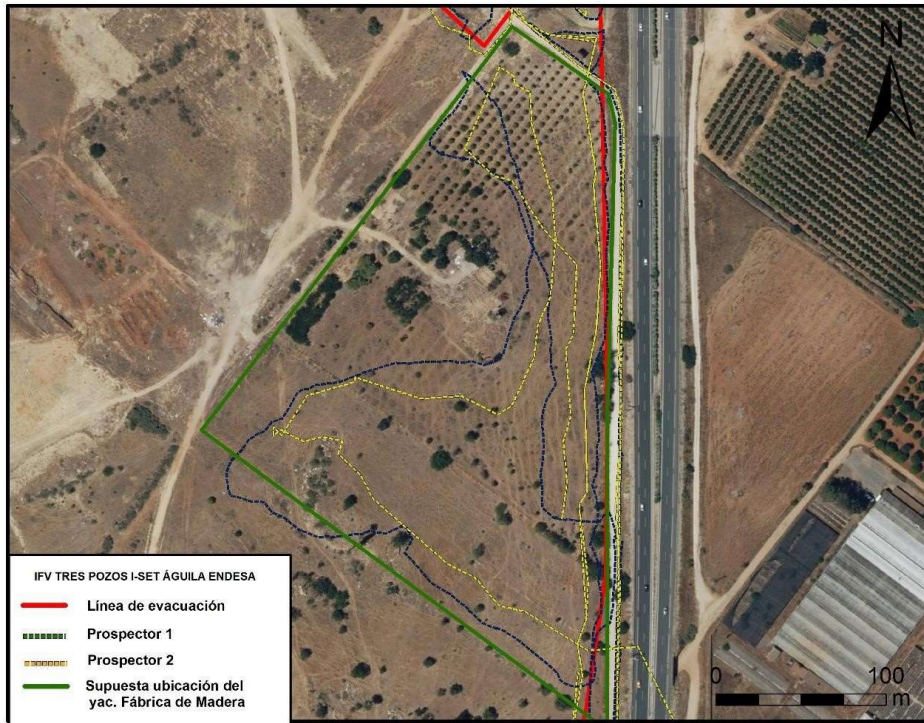 N
IFV TRES POZOS I-SET ÁGUILA ENDESA
Línea de evacuación
Prospector 1
Prospector 2
Supuesta ubicación del
yac. Fábrica de Madera
0 100
m